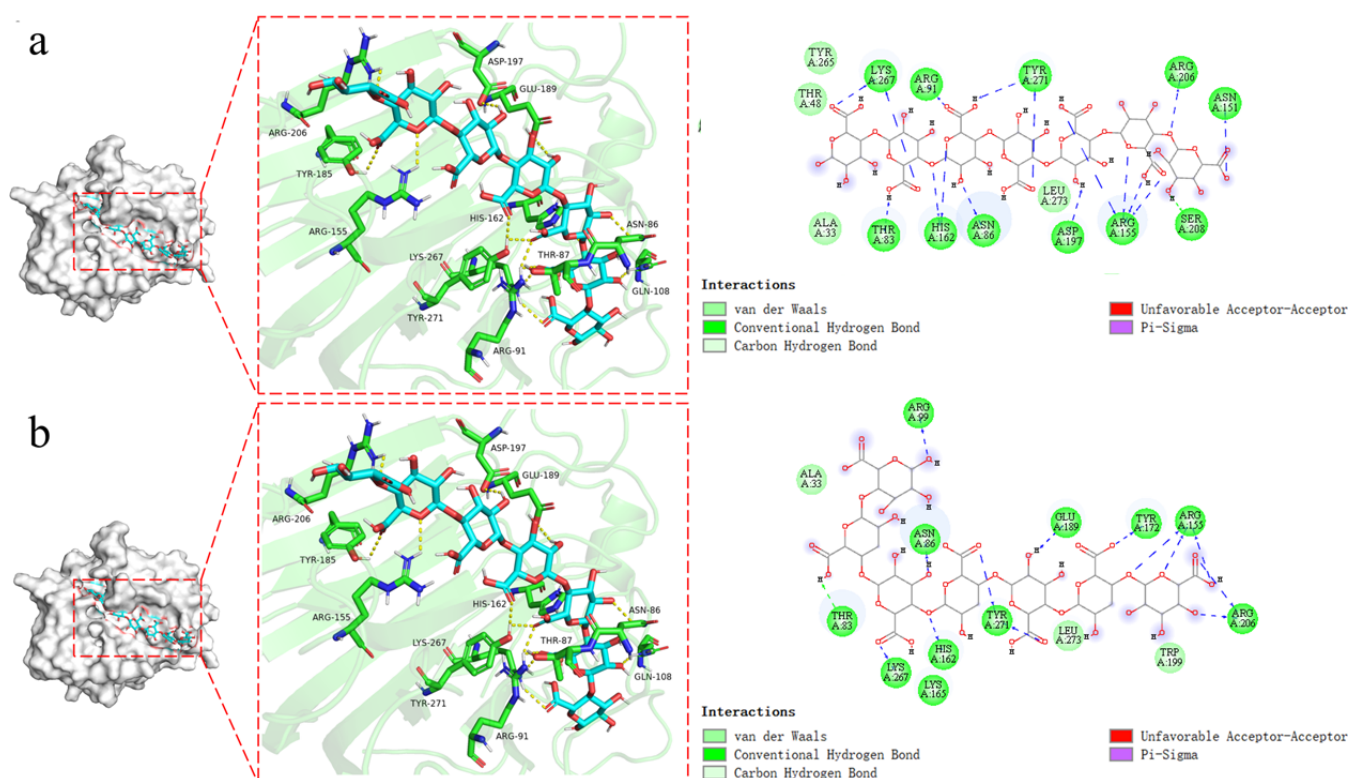 a
ASP-197
GLU-189
ARG-206
TYR-185
HIS-162
ASN-86
ARG-155
LYS-267
THR-87
GLN-108
TYR-271
ARG-91
TYR
A:265
LYS
A:267
ARG
A:91
TYR
A:271
ARG
A:206
ASN
A:151
THR
A:48
LEU
A:273
ALA
A:33
THR
A:83
HIS
A:162
ASN
A:86
ASP
A:197
ARG
A:155
SER
A:208
Interactions
van der Waals
Conventional Hydrogen Bond
Carbon Hydrogen Bond
Unfavorable Acceptor-Acceptor
Pi-Sigma
b
ASP-197
GLU-189
ARG-206
TYR-185
HIS-162
ASN-86
ARG-155
LYS-267
THR-87
GLN-108
TYR-271
ARG-91
ARG
A:99
ALA
A:33
ASN
A:86
GLU
A:189
TYR
A:172
ARG
A:155
THR
A:83
TYR
A:271
LEU
A:273
ARG
A:206
HIS
A:162
TRP
A:199
LYS
A:267
LYS
A:165
Interactions
van der Waals
Conventional Hydrogen Bond
Carbon Hydrogen Bond
Unfavorable Acceptor-Acceptor
Pi-Sigma